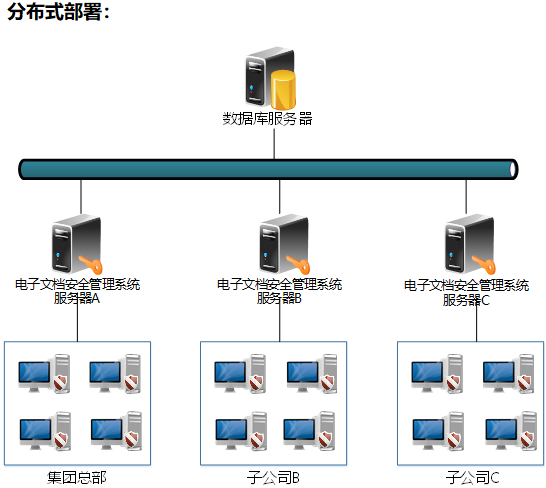 分布式部署：
数据库服务器
电子文档安全管理系统
服务器A
电子文档安全管理系统
服务器B
电子文档安全管理系统
服务器C
集团总部
子公司B
子公司C